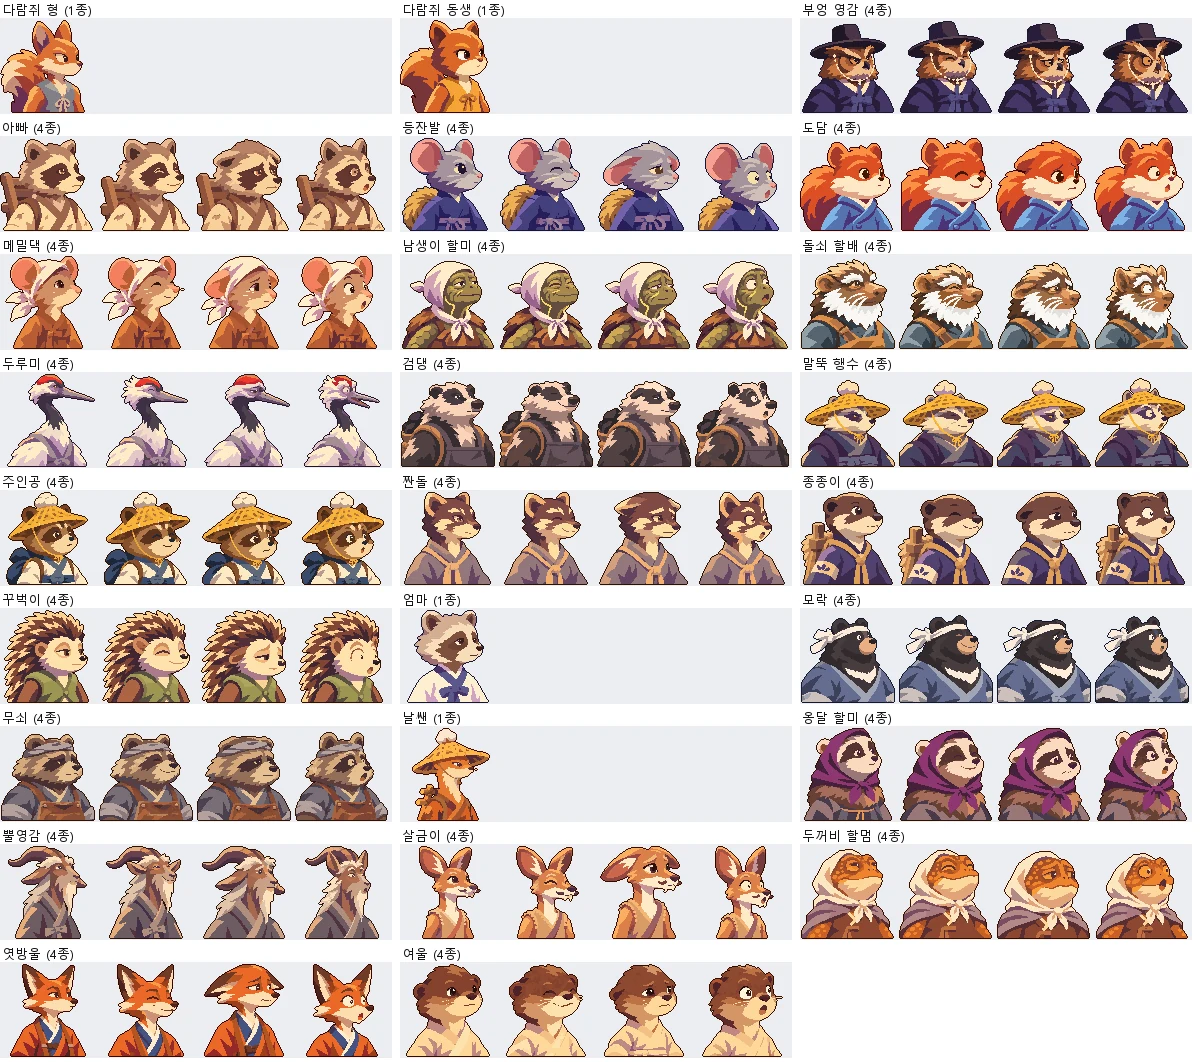 다람쥐 형 (1종)
다람쥐 동생 (1종)
부엉 영감 (4종)
아빠 (4종)
등잔발 (4종)
도담 (4종)
메밀댁 (4종)
남생이 할미 (4종)
돌쇠 할배 (4종)
두루미 (4종)
검댕 (4종)
말뚝 행수 (4종)
주인공 (4종)
짠돌 (4종)
종종이 (4종)
꾸벅이 (4종)
엄마 (1종)
모락 (4종)
무쇠 (4종)
날쌘 (1종)
옹달 할미 (4종)
뿔영감 (4종)
살금이 (4종)
두꺼비 할멈 (4종)
엿방울 (4종)
여울 (4종)